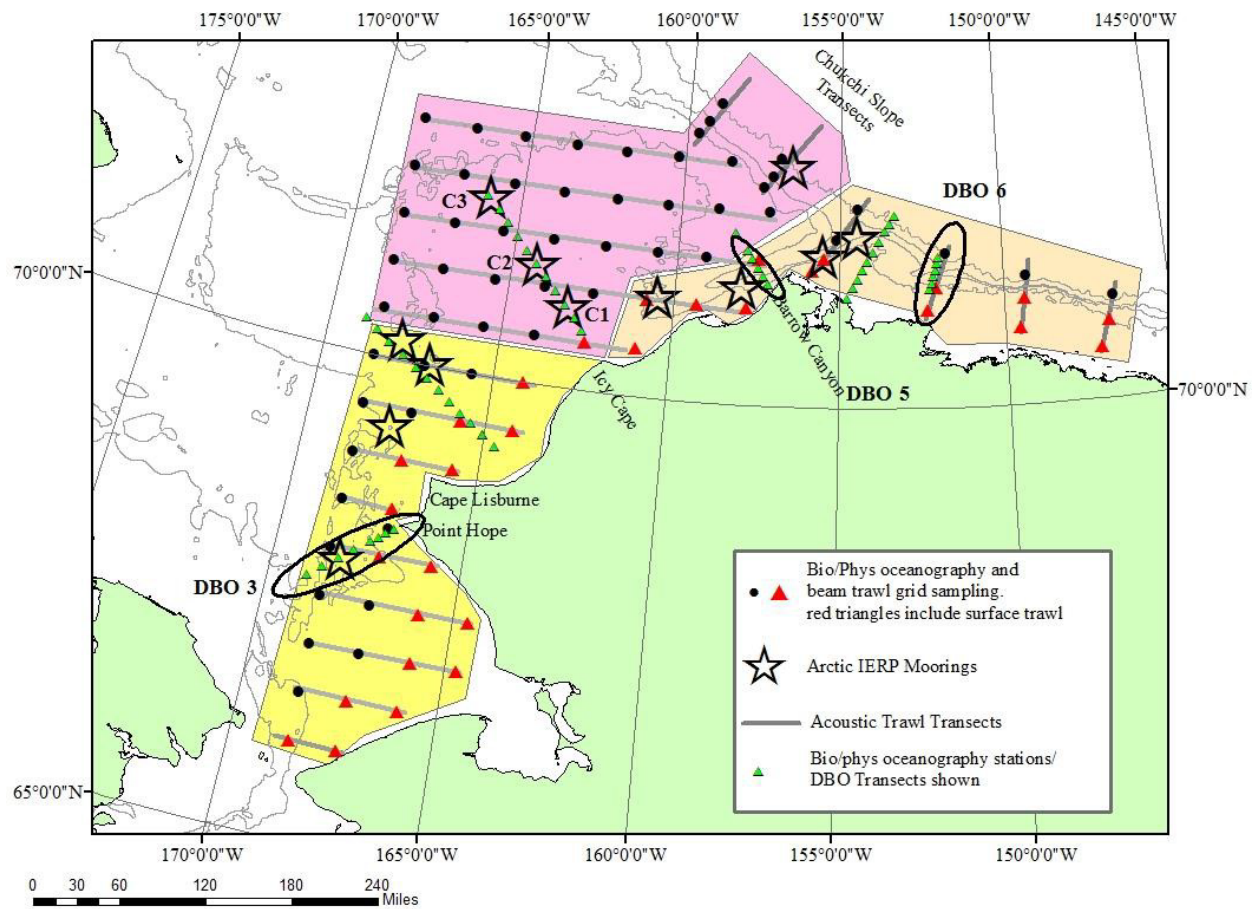 175°0'0"W 170°0'0"W 165°0'0"W 160°0'0"W 155°0'0"W 150°0'0"W 145°0'0"W
Chukchi Slope
Transects
DBO 6
C3
C2
C1
70°0'0"N
Barrow Canyon
DBO 5
70°0'0"N
Icy Cape
Cape Lisburne
Point Hope
DBO 3
Bio/Phys oceanography and
beam trawl grid sampling.
red triangles include surface trawl
Arctic IERP Moorings
Acoustic Trawl Transects
Bio/phys oceanography stations/
DBO Transects shown
65°0'0"N
170°0'0"W 165°0'0"W 160°0'0"W 155°0'0"W 150°0'0"W
0 30 60 120 180 240
Miles